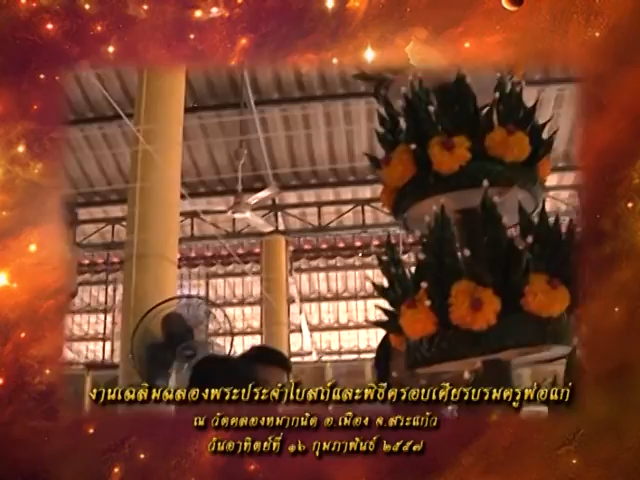 งานเฉลิมฉลองพระประจำโบสถ์และพิธีครอบเศียรบรมครูพ่อแก่
ณ วัดคลองหมากนัด อ.เมือง จ.สระแก้ว
วันอาทิตย์ที่ ๑๖ กุมภาพันธ์ ๒๕๕๗